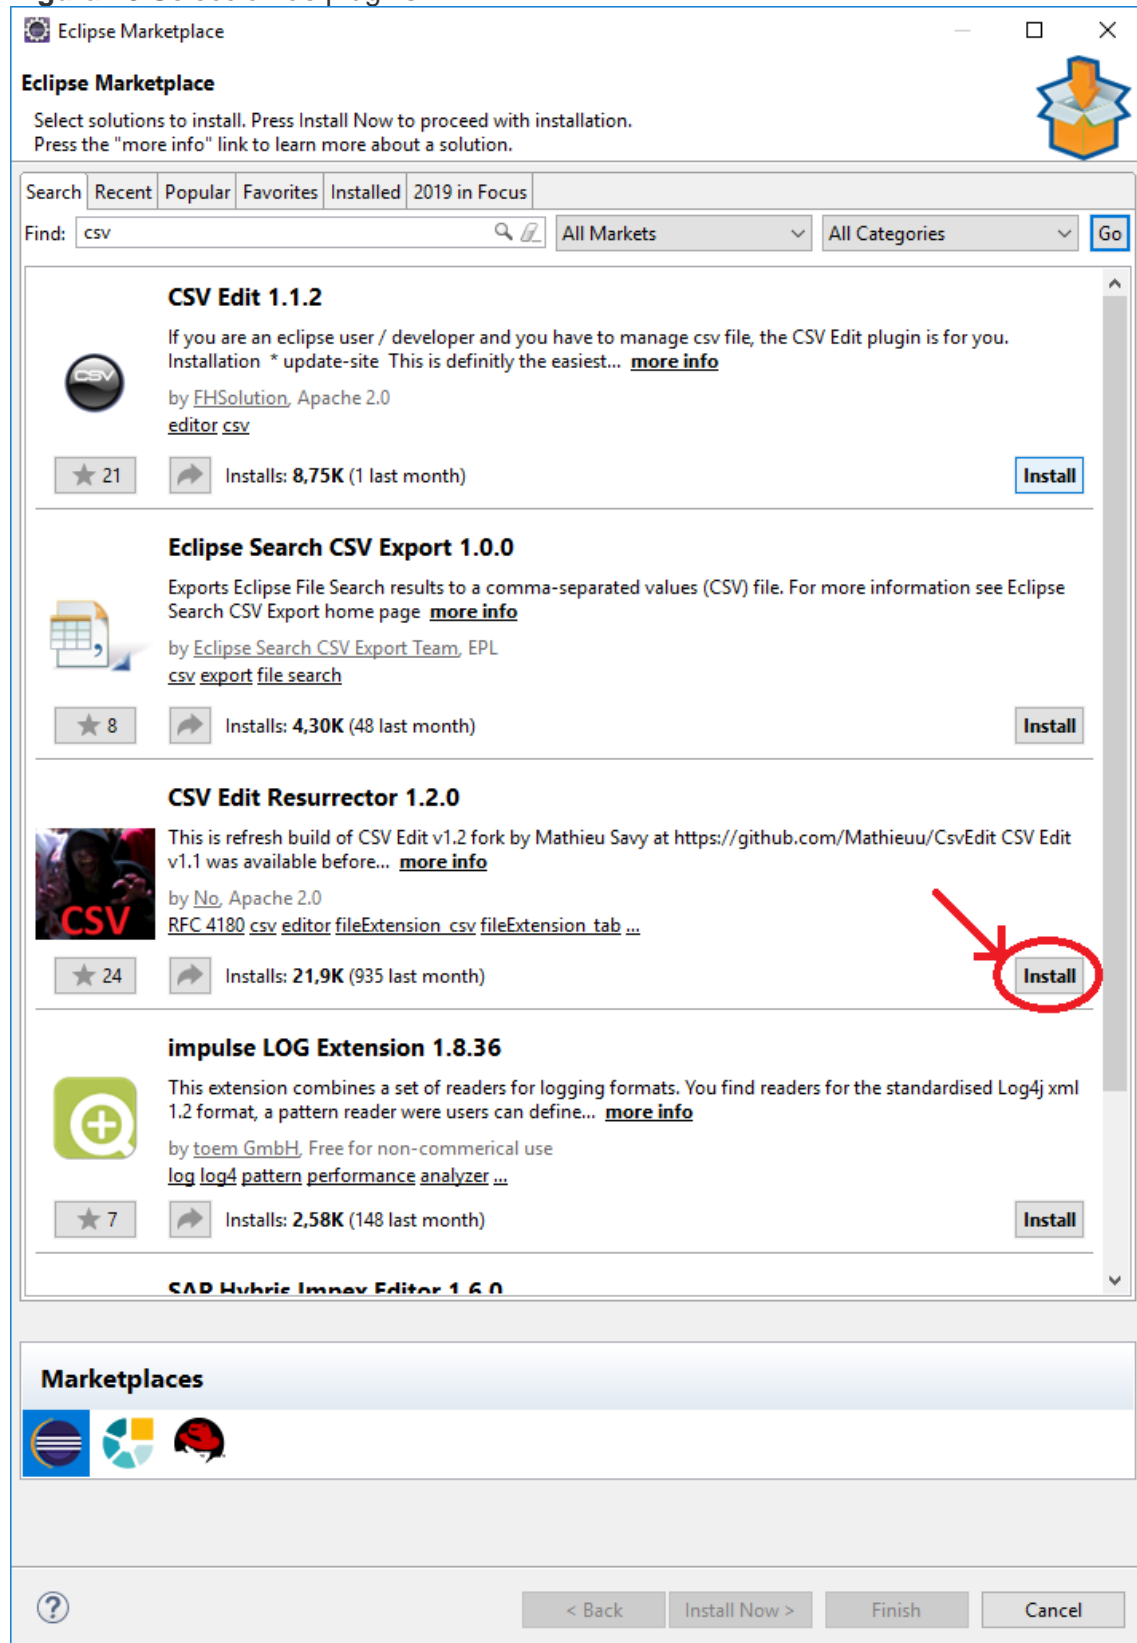 Eclipse Marketplace
Eclipse Marketplace
Select solutions to install. Press Install Now to proceed with installation.
Press the "more info" link to learn more about a solution.
Search Recent Popular Favorites Installed 2019 in Focus
Find: csv All Markets All Categories Go
CSV Edit 1.1.2
If you are an eclipse user / developer and you have to manage csv file, the CSV Edit plugin is for you.
Installation * update-site This is definitly the easiest... more info
CSV
by FHSolution, Apache 2.0
editor csv
21 Installs: 8,75K (1 last month) Install
Eclipse Search CSV Export 1.0.0
Exports Eclipse File Search results to a comma-separated values (CSV) file. For more information see Eclipse
Search CSV Export home page more info
by Eclipse Search CSV Export Team, EPL
csv export file search
8 Installs: 4,30K (48 last month) Install
CSV Edit Resurrector 1.2.0
This is refresh build of CSV Edit v1.2 fork by Mathieu Savy at https://github.com/Mathieuu/CsvEdit CSV Edit
v1.1 was available before... more info
by No, Apache 2.0
CSV
RFC 4180 csv editor fileExtension_csv fileExtension_tab ...
24 Installs: 21,9K (935 last month) Install
impulse LOG Extension 1.8.36
This extension combines a set of readers for logging formats. You find readers for the standardised Log4j xml
1.2 format, a pattern reader were users can define... more info
by toem GmbH, Free for non-commerical use
log log4 pattern performance analyzer ...
7 Installs: 2,58K (148 last month) Install
SAP Hybris Impex Editor 1.6.0
Marketplaces
? < Back Install Now > Finish Cancel